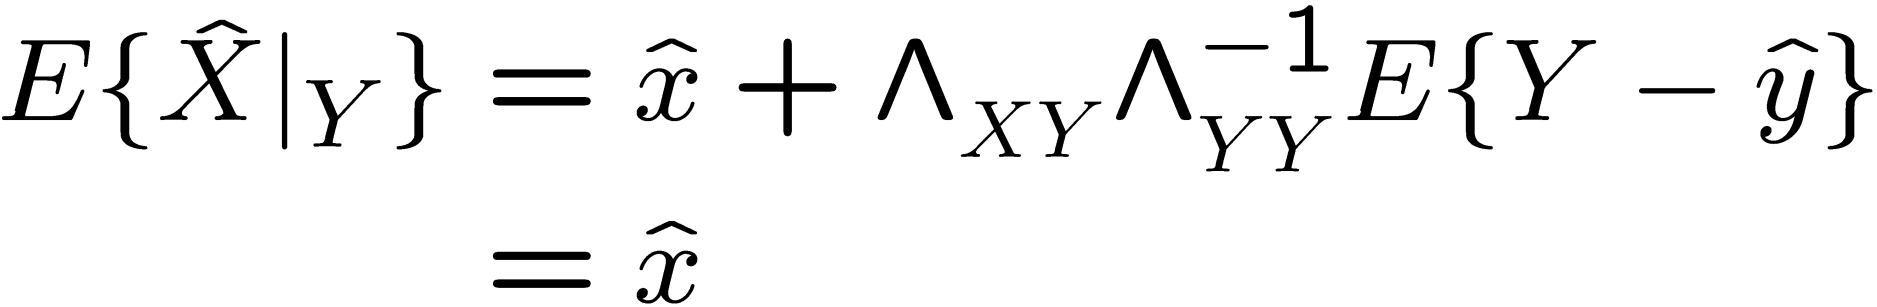 E{X̂|_Y} = x̂ + Λ_{XY} Λ_{YY}^{-1} E{Y − ŷ}
= x̂